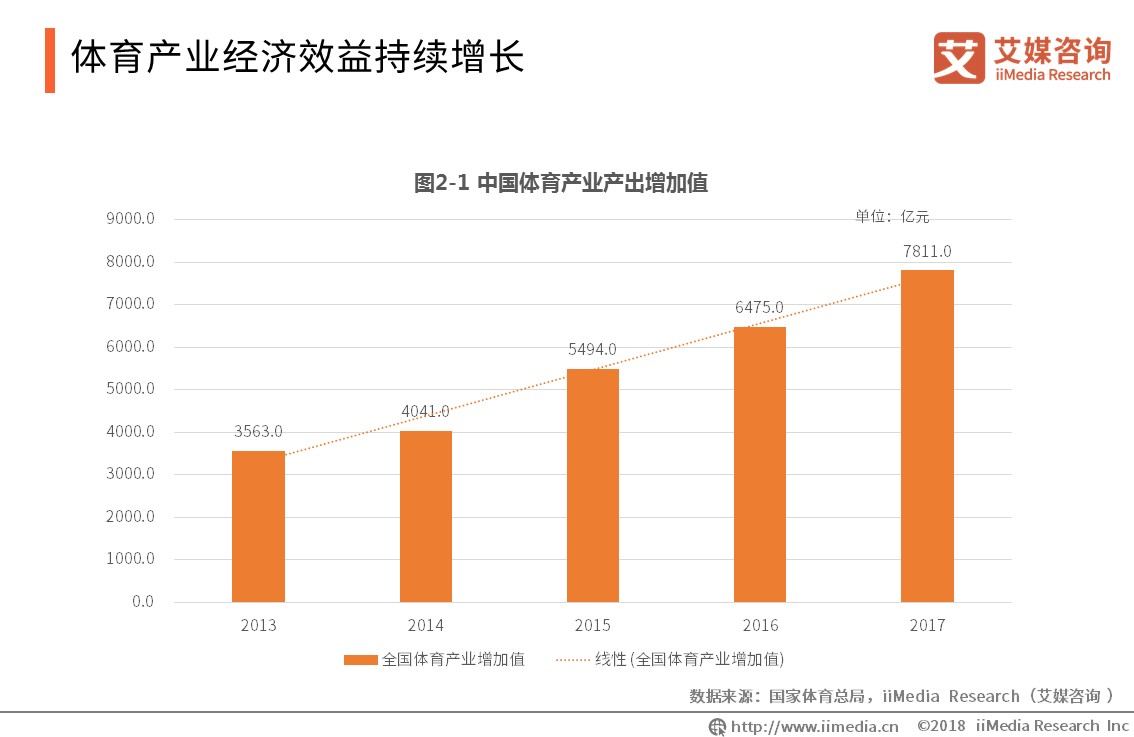 体育产业经济效益持续增长
艾 艾媒咨询
iiMedia Research
图2-1 中国体育产业产出增加值
单位：亿元
9000.0
8000.0
7000.0
6000.0
5000.0
4000.0
3000.0
2000.0
1000.0
0.0
3563.0
4041.0
5494.0
6475.0
7811.0
2013 2014 2015 2016 2017
全国体育产业增加值 线性 (全国体育产业增加值)
数据来源：国家体育总局，iiMedia Research（艾媒咨询 ）
http://www.iimedia.cn ©2018 iiMedia Research Inc